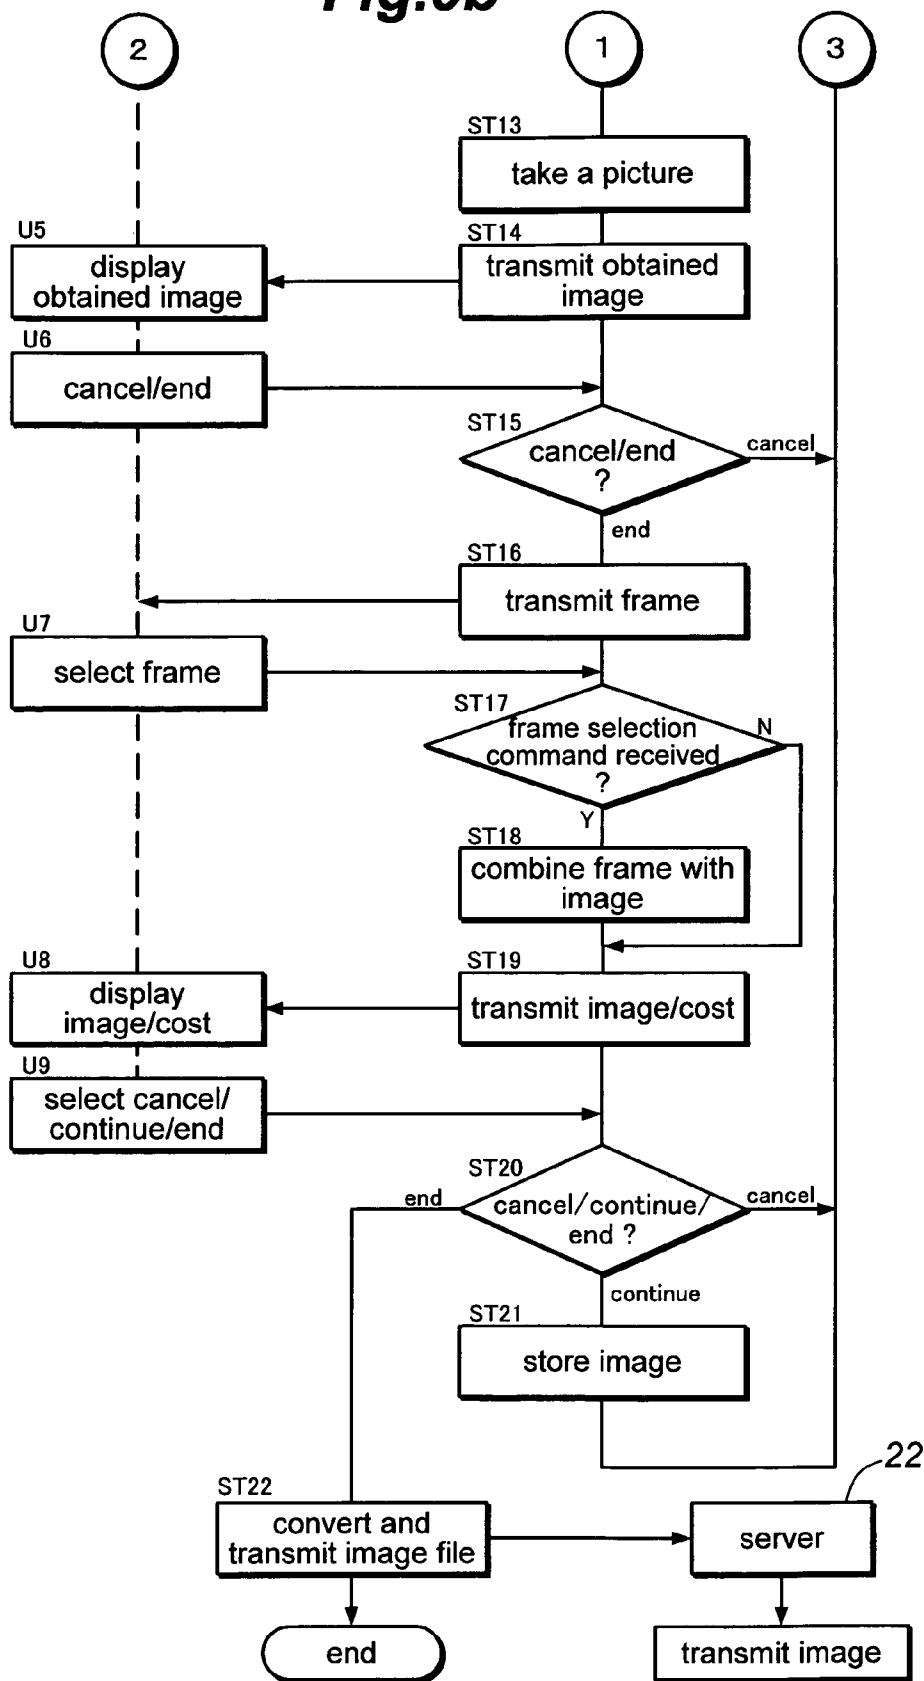 2
1
3
ST13
take a picture
U5
display
obtained image
ST14
transmit obtained
image
U6
cancel/end
ST15
cancel/end
?
cancel
end
ST16
transmit frame
U7
select frame
ST17
frame selection
command received
?
N
Y
ST18
combine frame with
image
U8
display
image/cost
ST19
transmit image/cost
U9
select cancel/
continue/end
ST20
end
cancel/continue/
end ?
cancel
continue
ST21
store image
22
ST22
convert and
transmit image file
server
end
transmit image